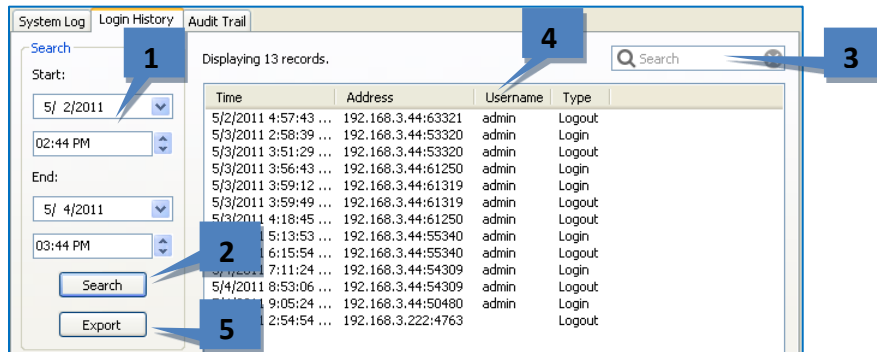 System Log Login History Audit Trail
Search
Start:
5/ 2/2011
02:44 PM
End:
5/ 4/2011
03:44 PM
Search
Export
1
2
3
4
5
Displaying 13 records.
Search
Time Address Username Type
5/2/2011 4:57:43 ... 192.168.3.44:63321 admin Logout
5/3/2011 2:58:39 ... 192.168.3.44:53320 admin Login
5/3/2011 3:51:29 ... 192.168.3.44:53320 admin Logout
5/3/2011 3:56:43 ... 192.168.3.44:61250 admin Login
5/3/2011 3:59:12 ... 192.168.3.44:61319 admin Login
5/3/2011 3:59:49 ... 192.168.3.44:61319 admin Logout
5/3/2011 4:18:45 ... 192.168.3.44:61250 admin Logout
5:13:53 ... 192.168.3.44:55340 admin Login
6:15:54 ... 192.168.3.44:55340 admin Logout
7:11:24 ... 192.168.3.44:54309 admin Login
5/4/2011 8:53:06 ... 192.168.3.44:54309 admin Logout
9:05:24 ... 192.168.3.44:50480 admin Login
2:54:54 ... 192.168.3.222:4763 Logout